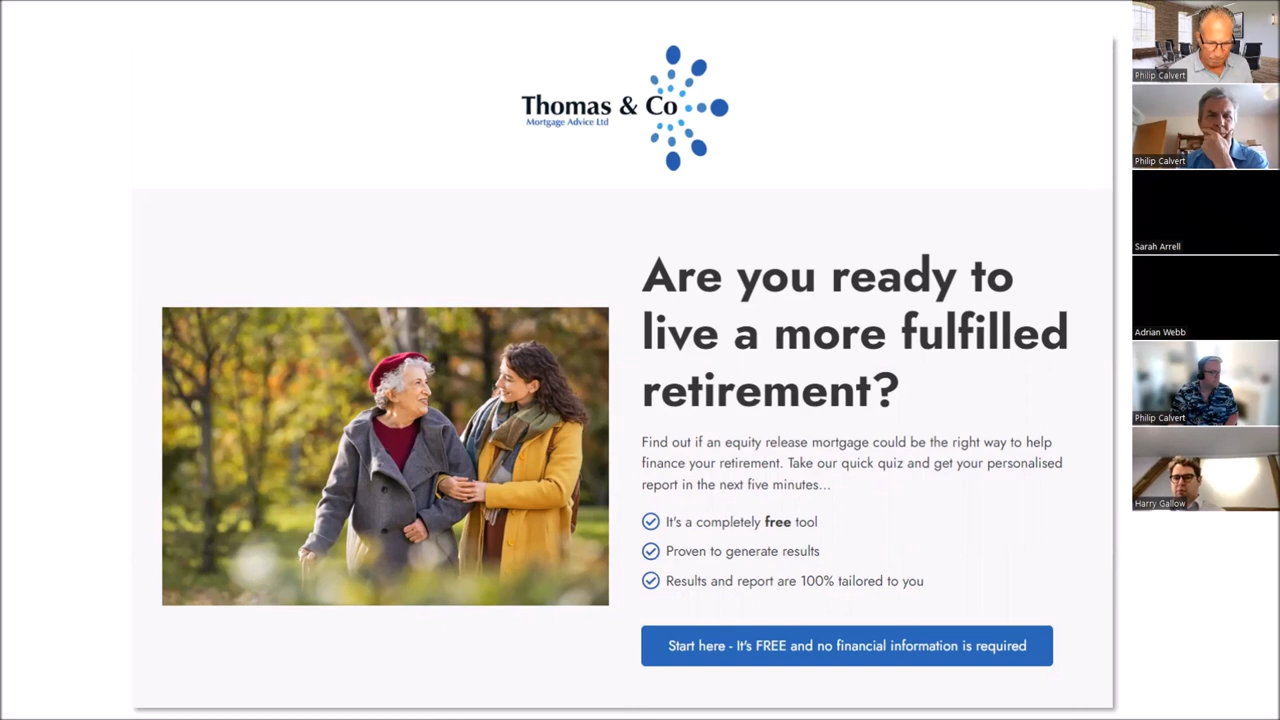 Thomas & Co
Mortgage Advice Ltd
Are you ready to
live a more fulfilled
retirement?
Find out if an equity release mortgage could be the right way to help
finance your retirement. Take our quick quiz and get your personalised
report in the next five minutes...
It's a completely free tool
Proven to generate results
Results and report are 100% tailored to you
Start here - It's FREE and no financial information is required
Philip Calvert
Philip Calvert
Sarah Arrell
Adrian Webb
Philip Calvert
Harry Gallow